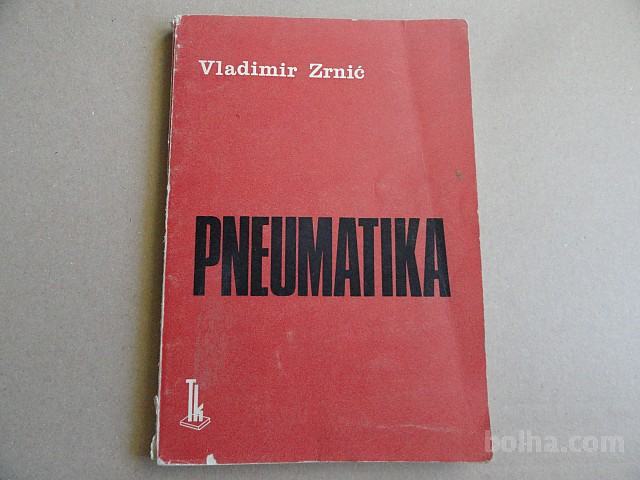 Vladimir Zrnić
PNEUMATIKA
Tk
bolha.com